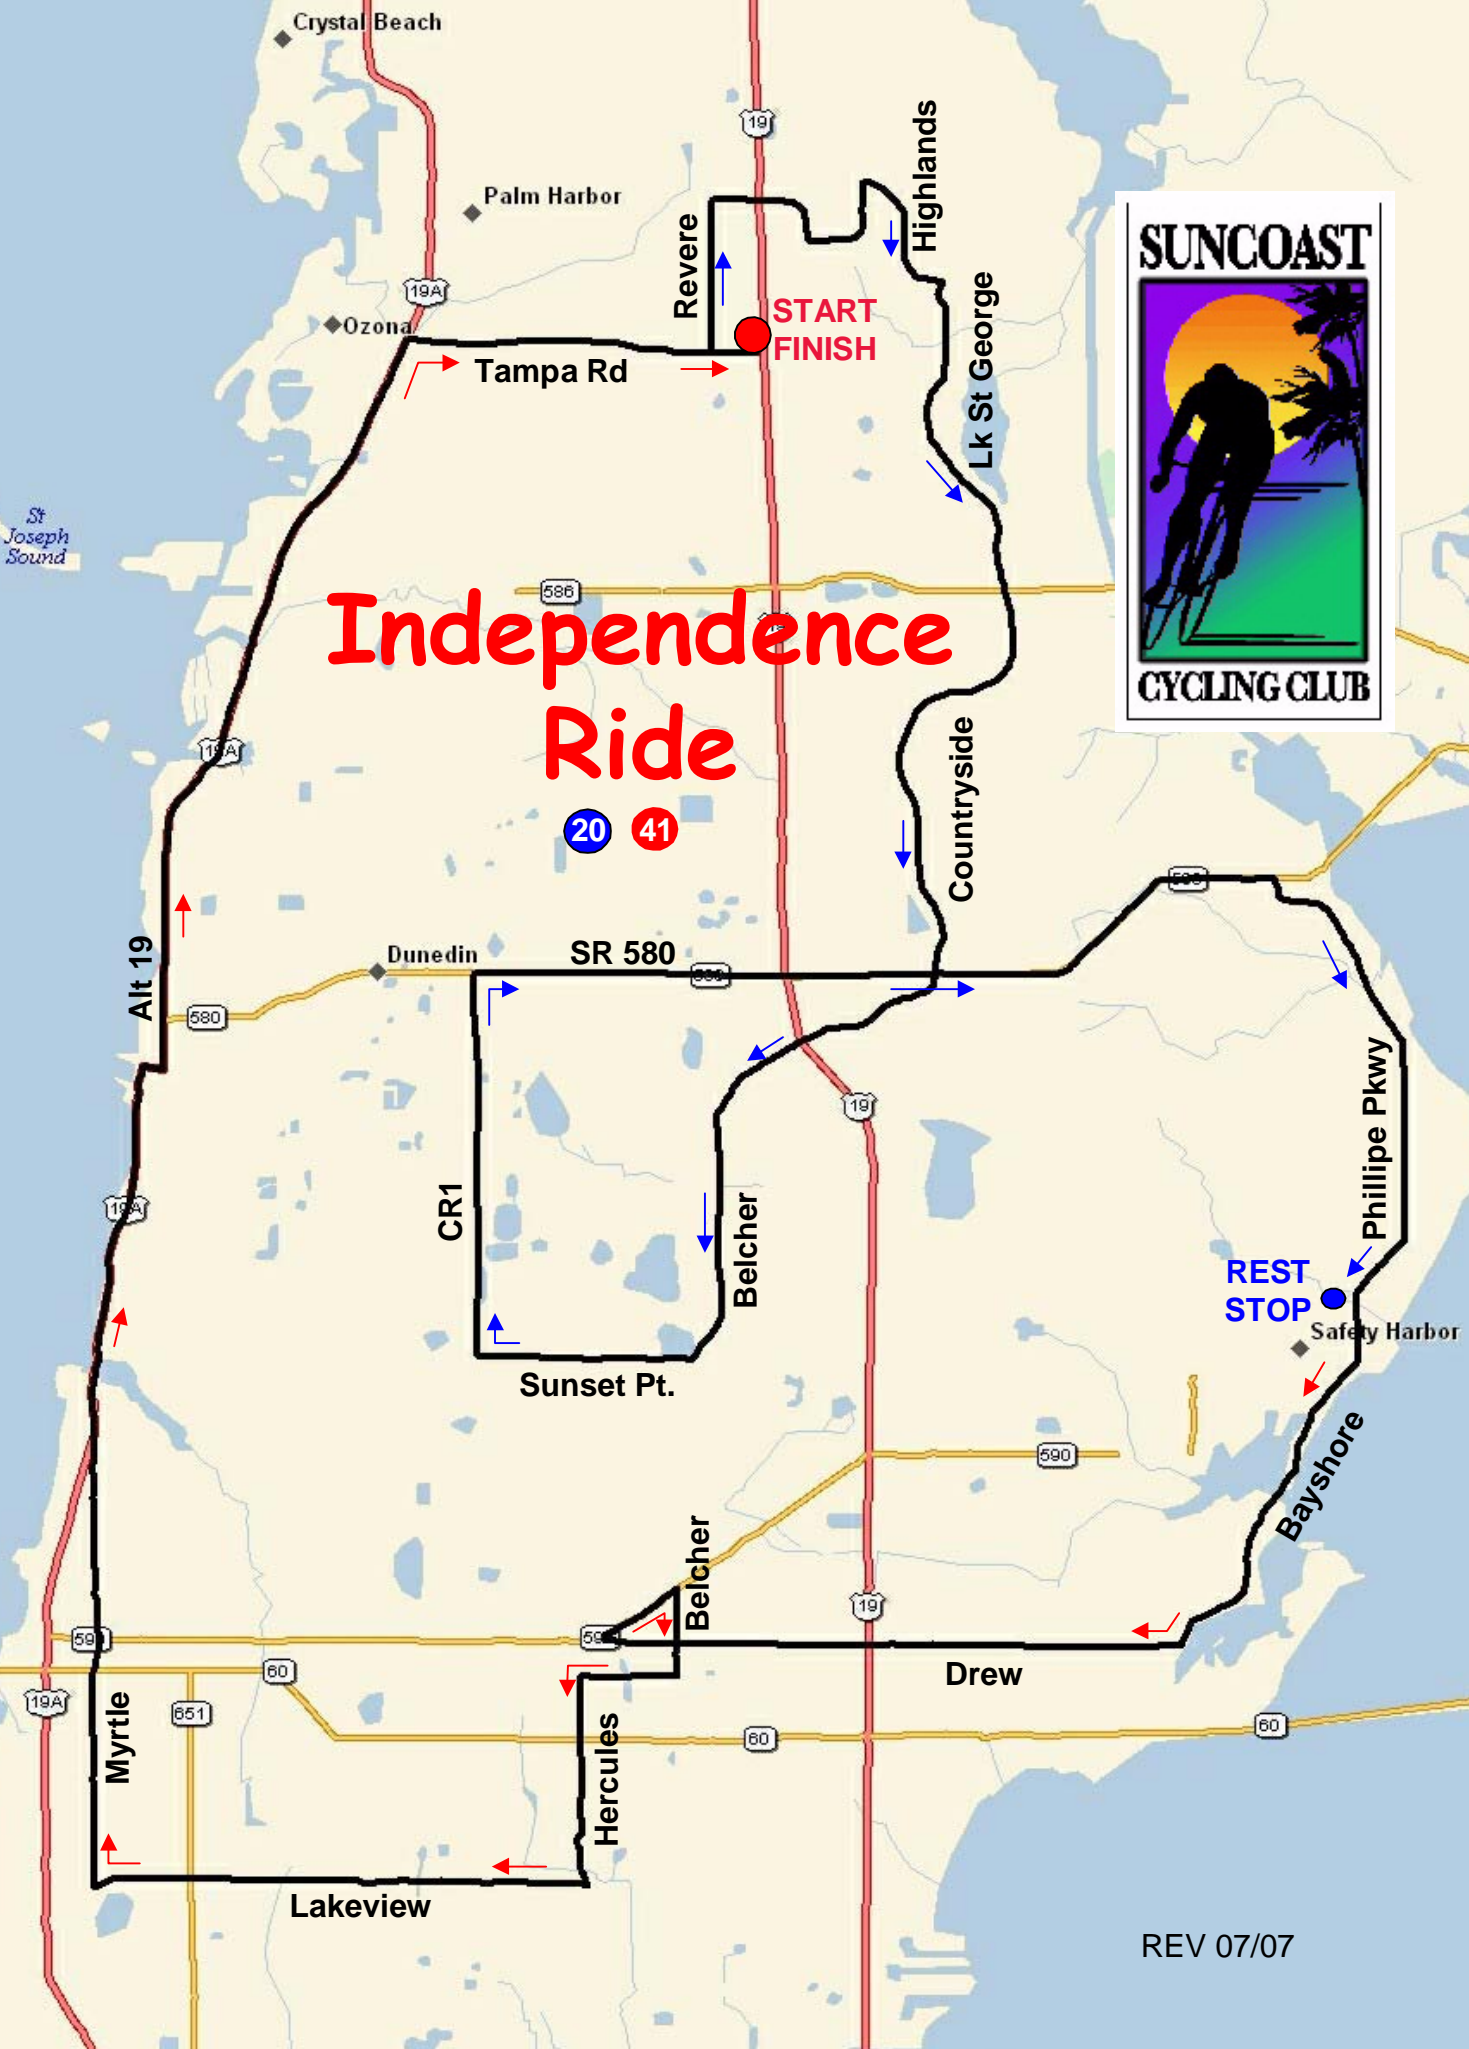 Crystal Beach
19
Highlands
Palm Harbor
Revere
SUNCOAST
19A
Ozona
START
FINISH
Tampa Rd
Lk St George
St
Joseph
Sound
586
Independence
19
CYCLING CLUB
Ride
19A
Countryside
20
41
Alt 19
Dunedin
SR 580
580
580
580
Phillipe Pkwy
19
CR1
Belcher
19A
REST
STOP
Safety Harbor
Sunset Pt.
Bayshore
590
Belcher
19
590
590
Drew
60
19A
651
Myrtle
60
60
Hercules
Lakeview
REV 07/07